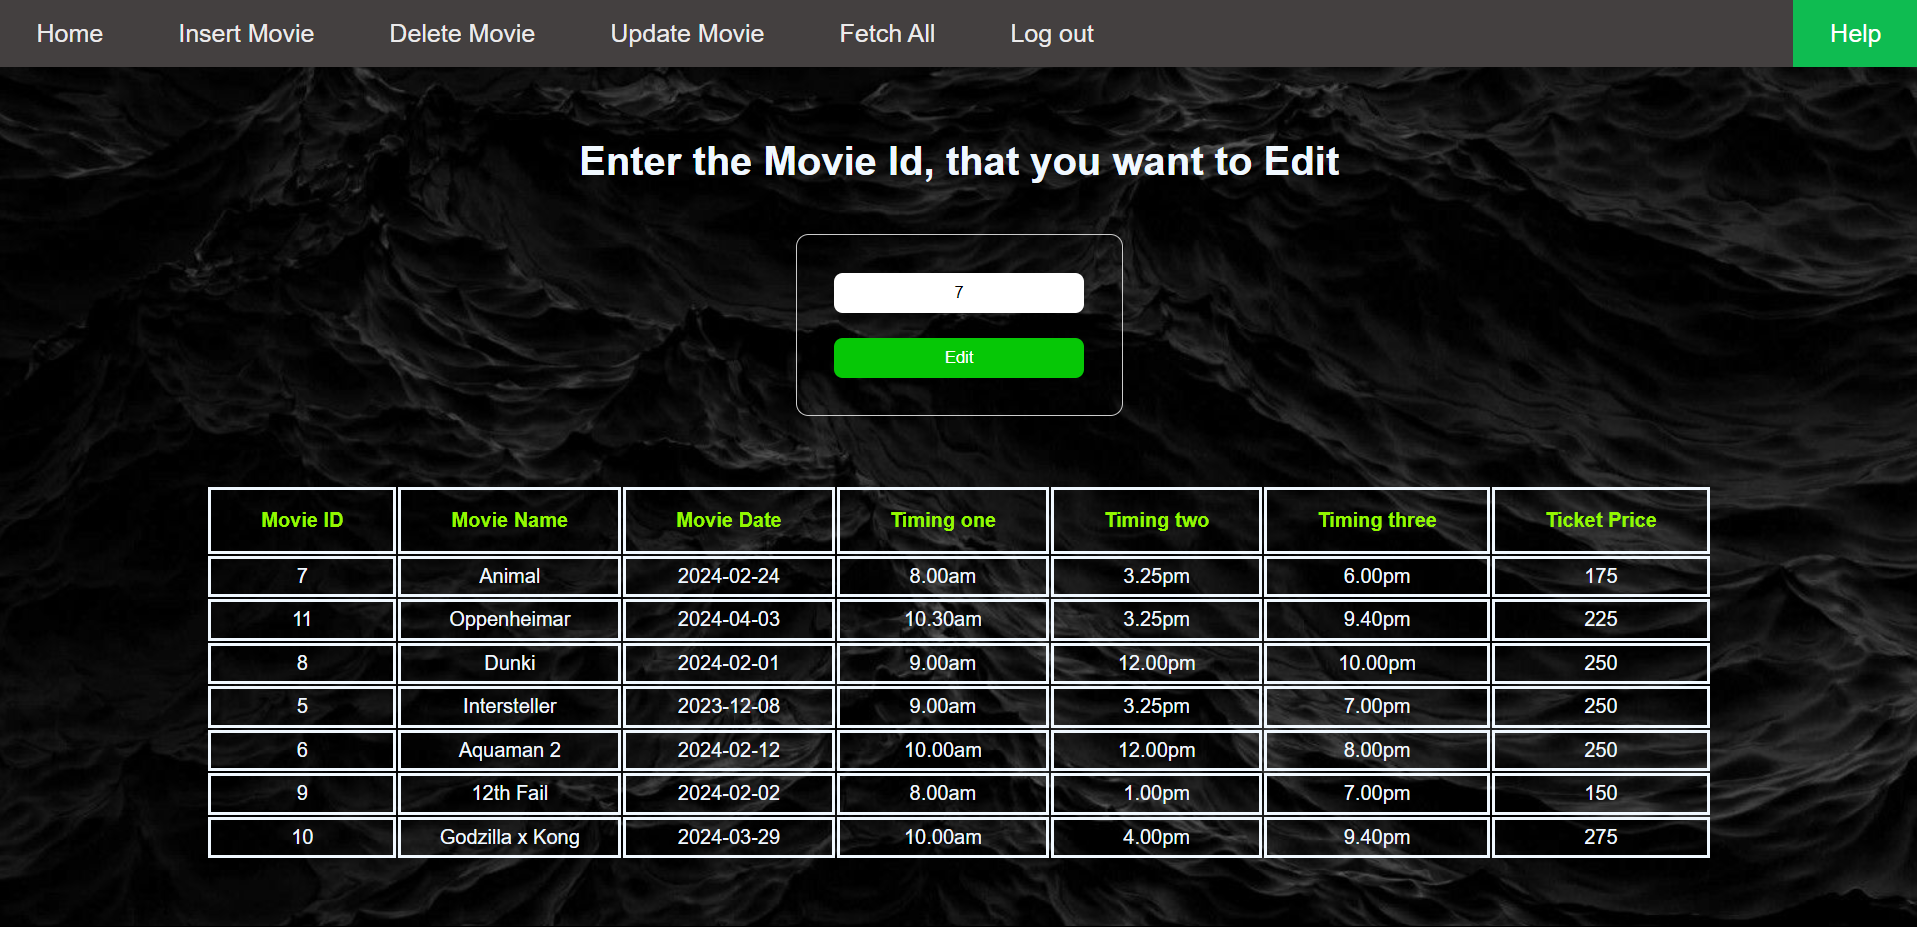 Home Insert Movie Delete Movie Update Movie Fetch All Log out Help
Enter the Movie Id, that you want to Edit
7
Edit
Movie ID Movie Name Movie Date Timing one Timing two Timing three Ticket Price
7 Animal 2024-02-24 8.00am 3.25pm 6.00pm 175
11 Oppenheimar 2024-04-03 10.30am 3.25pm 9.40pm 225
8 Dunki 2024-02-01 9.00am 12.00pm 10.00pm 250
5 Intersteller 2023-12-08 9.00am 3.25pm 7.00pm 250
6 Aquaman 2 2024-02-12 10.00am 12.00pm 8.00pm 250
9 12th Fail 2024-02-02 8.00am 1.00pm 7.00pm 150
10 Godzilla x Kong 2024-03-29 10.00am 4.00pm 9.40pm 275